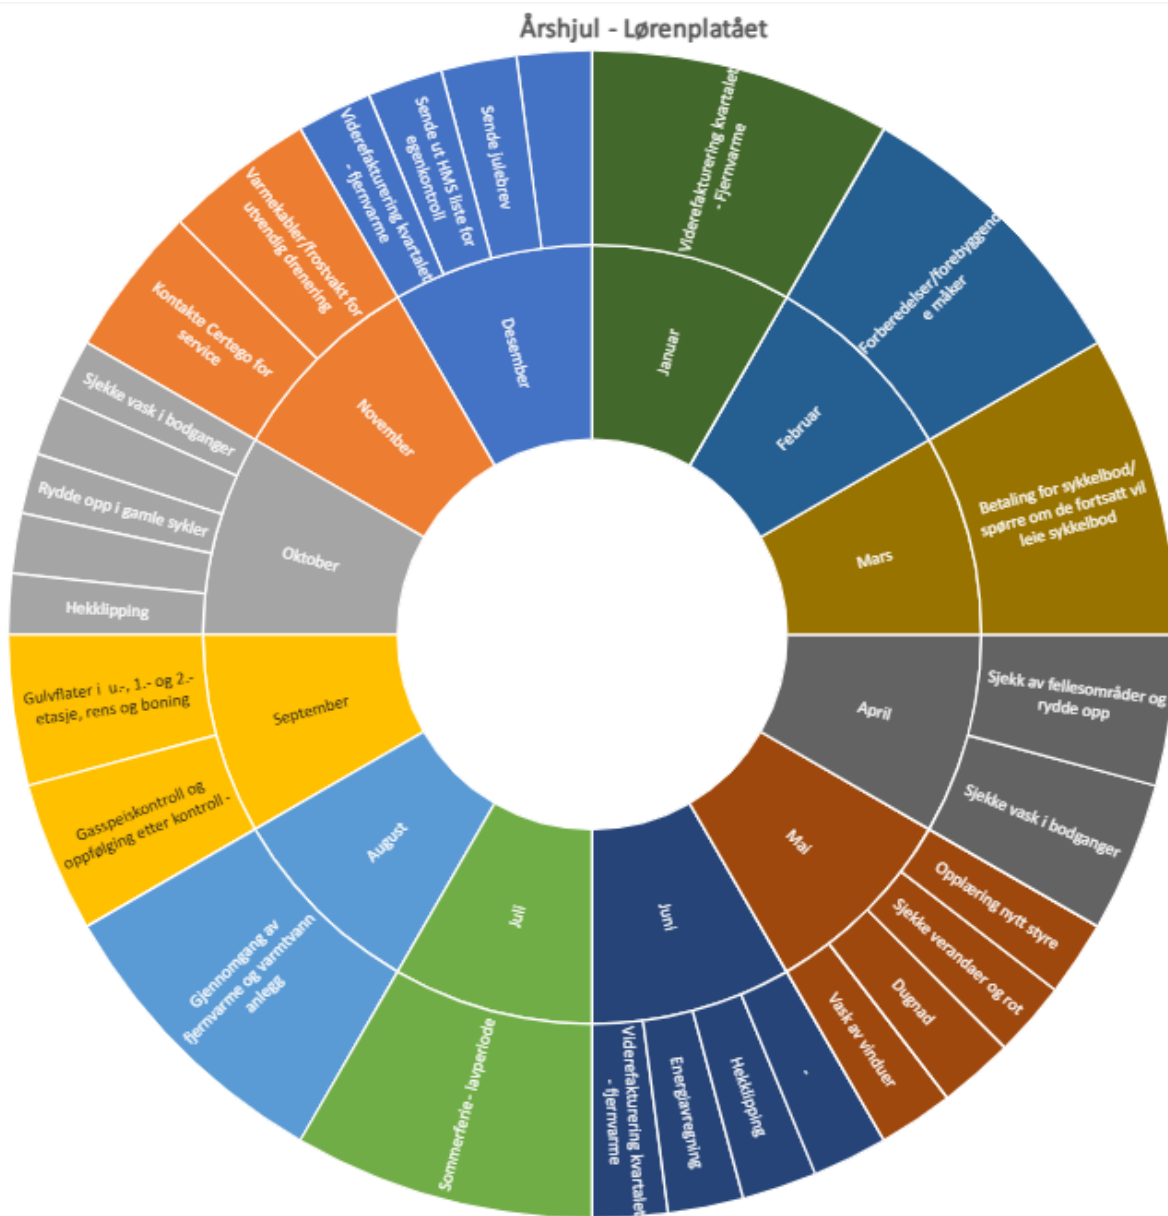 Årshjul - Lørenplatået
Januar
Viderefakturering kvartalet
- Fjernvarme
Februar
Forberedelser/forebyggend
e måker
Mars
Betaling for sykkelbod/
spørre om de fortsatt vil
leie sykkelbod
April
Sjekk av fellesområder og
rydde opp
Sjekke vask i bodganger
Mai
Opplæring nytt styre
Sjekke verandaer og rot
Dugnad
Vask av vinduer
Juni
-
Hekklipping
Energiavregning
Viderefakturering kvartalet
- fjernvarme
Juli
Sommerferie - lavperiode
August
Gjennomgang av
fjernvarme og varmtvann
anlegg
September
Gasspeiskontroll og
oppfølging etter kontroll -
Gulvflater i u.-, 1.- og 2.-
etasje, rens og boning
Oktober
Hekklipping
Rydde opp i gamle sykler
Sjekke vask i bodganger
November
Kontakte Certego for
service
Varmekabler/frostvakt for
utvendig drenering
Desember
Viderefakturering kvartalet
- fjernvarme
Sende ut HMS liste for
egenkontroll
Sende julebrev